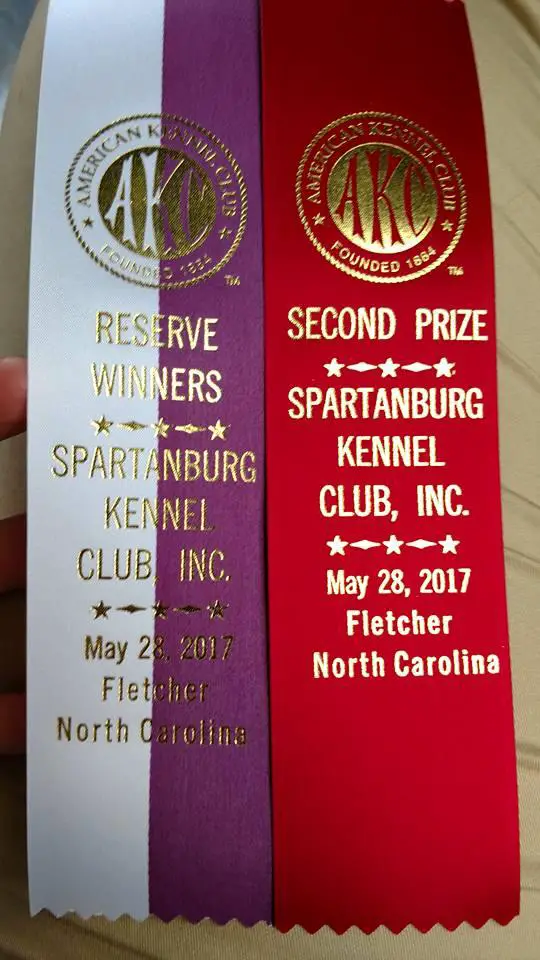 AMERICAN KENNEL CLUB
AKC
FOUNDED 1884
TM
RESERVE
WINNERS
SPARTANBURG
KENNEL
CLUB, INC.
May 28, 2017
Fletcher
North Carolina
AMERICAN KENNEL CLUB
AKC
FOUNDED 1884
TM
SECOND PRIZE
SPARTANBURG
KENNEL
CLUB, INC.
May 28, 2017
Fletcher
North Carolina